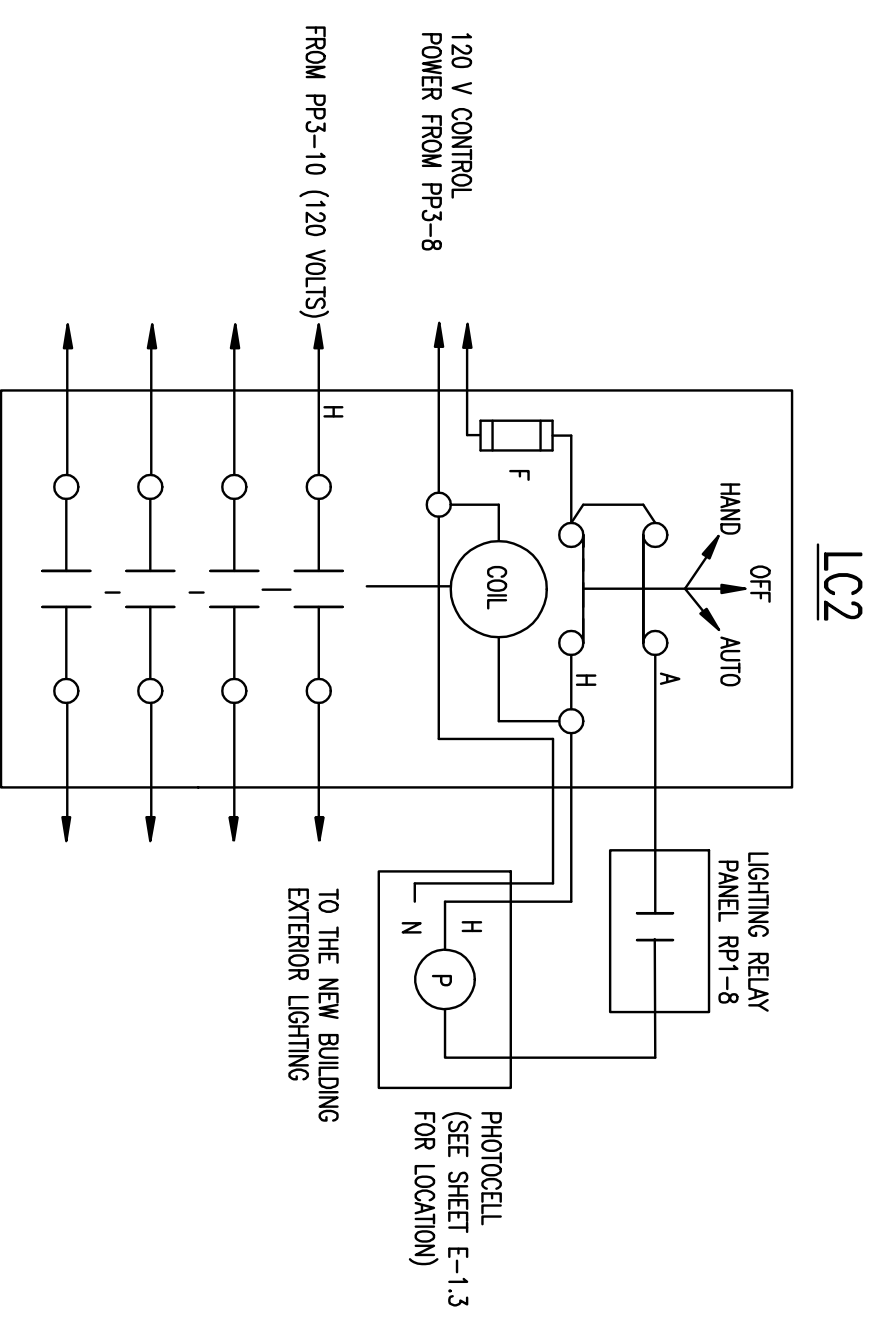 LC2
HAND
OFF
AUTO
A
H
F
COIL
120 V CONTROL
POWER FROM PP3-8
FROM PP3-10 (120 VOLTS)
H
LIGHTING RELAY
PANEL RP1-8
H
N
P
PHOTOCELL
(SEE SHEET E-1.3
FOR LOCATION)
TO THE NEW BUILDING
EXTERIOR LIGHTING